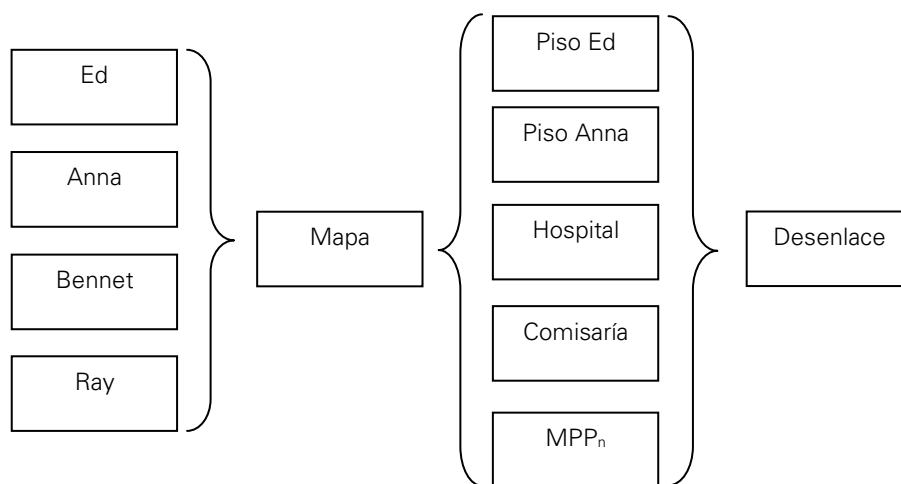 Ed
Anna
Bennet
Ray
Mapa
Piso Ed
Piso Anna
Hospital
Comisaría
MPPₙ
Desenlace